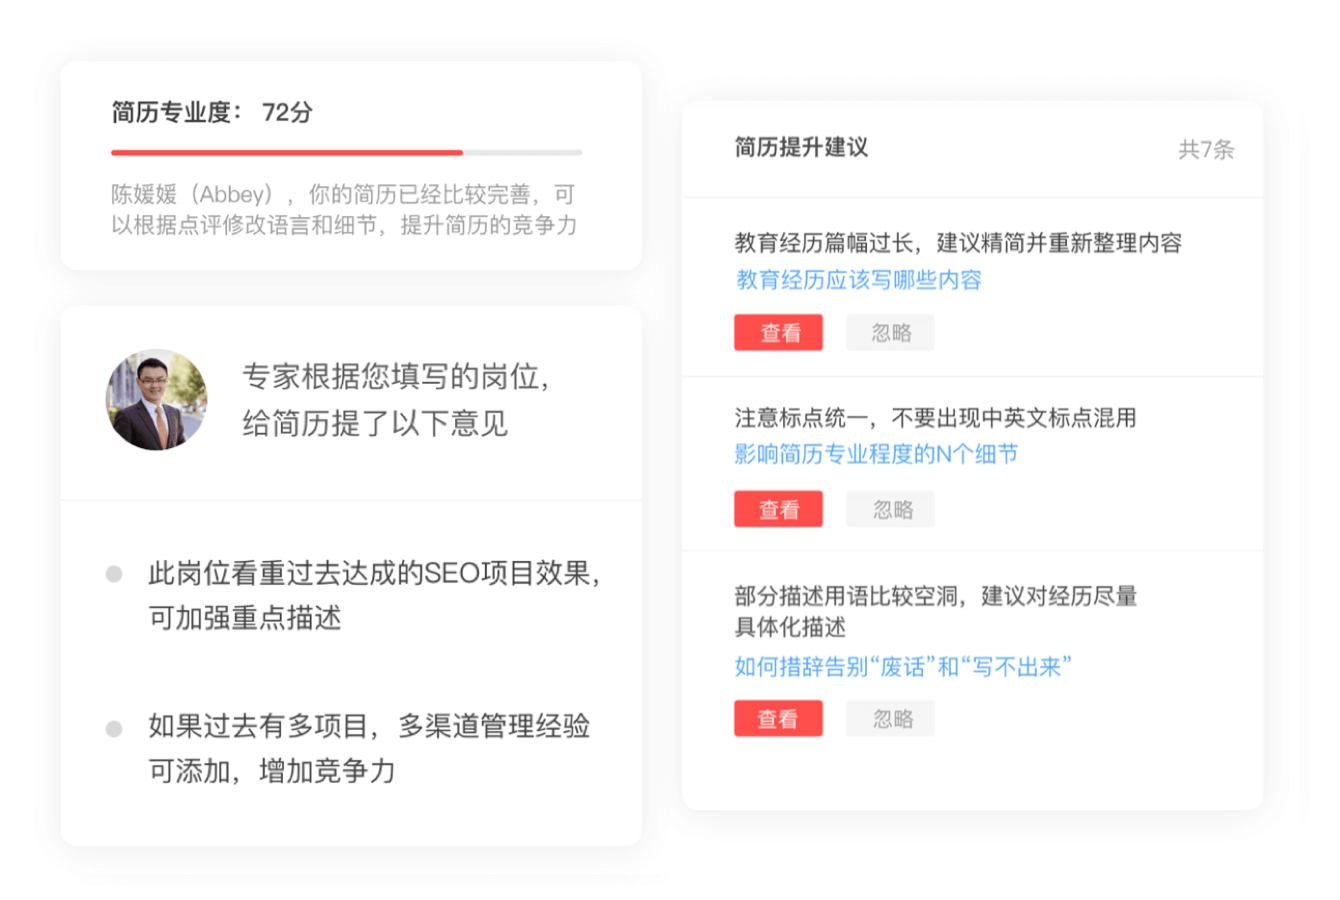 简历专业度： 72分
陈媛媛（Abbey），你的简历已经比较完善，可
以根据点评修改语言和细节，提升简历的竞争力
专家根据您填写的岗位，
给简历提了以下意见
此岗位看重过去达成的SEO项目效果，
可加强重点描述
如果过去有多项目，多渠道管理经验
可添加，增加竞争力
简历提升建议
共7条
教育经历篇幅过长，建议精简并重新整理内容
教育经历应该写哪些内容
查看
忽略
注意标点统一，不要出现中英文标点混用
影响简历专业程度的N个细节
查看
忽略
部分描述用语比较空洞，建议对经历尽量
具体化描述
如何措辞告别“废话”和“写不出来”
查看
忽略